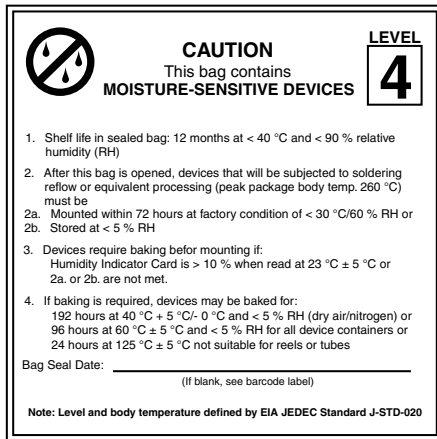 LEVEL
CAUTION
4
This bag contains
MOISTURE-SENSITIVE DEVICES
1. Shelf life in sealed bag: 12 months at < 40 °C and < 90 % relative
humidity (RH)
2. After this bag is opened, devices that will be subjected to soldering
reflow or equivalent processing (peak package body temp. 260 °C)
must be
2a. Mounted within 72 hours at factory condition of < 30 °C/60 % RH or
2b. Stored at < 5 % RH
3. Devices require baking befor mounting if:
Humidity Indicator Card is > 10 % when read at 23 °C ± 5 °C or
2a. or 2b. are not met.
4. If baking is required, devices may be baked for:
192 hours at 40 °C + 5 °C/- 0 °C and < 5 % RH (dry air/nitrogen) or
96 hours at 60 °C ± 5 °C and < 5 % RH for all device containers or
24 hours at 125 °C ± 5 °C not suitable for reels or tubes
Bag Seal Date:
(If blank, see barcode label)
Note: Level and body temperature defined by EIA JEDEC Standard J-STD-020